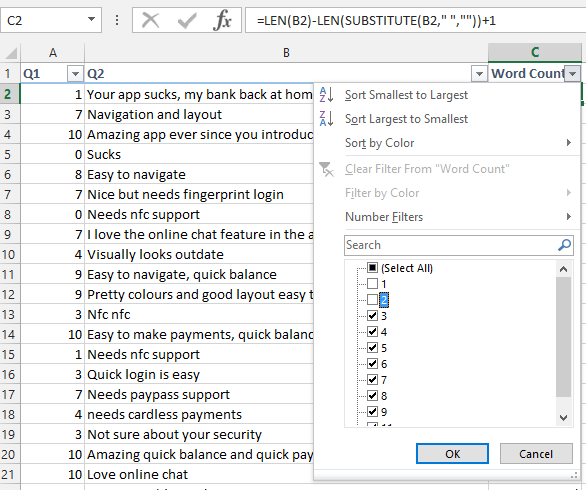 C2 =LEN(B2)-LEN(SUBSTITUTE(B2," ",""))+1
A B C
1 Q1 Q2 Word Count
2 1 Your app sucks, my bank back at hom
3 7 Navigation and layout
4 10 Amazing app ever since you introduc
5 0 Sucks
6 8 Easy to navigate
7 7 Nice but needs fingerprint login
8 0 Needs nfc support
9 7 I love the online chat feature in the a
10 4 Visually looks outdate
11 9 Easy to navigate, quick balance
12 9 Pretty colours and good layout easy t
13 3 Nfc nfc
14 10 Easy to make payments, quick balanc
15 1 Needs nfc support
16 3 Quick login is easy
17 7 Needs paypass support
18 4 needs cardless payments
19 3 Not sure about your security
20 10 Amazing quick balance and quick pay
21 10 Love online chat
Sort Smallest to Largest
Sort Largest to Smallest
Sort by Color
Clear Filter From "Word Count"
Filter by Color
Number Filters
Search
(Select All)
1
2
3
4
5
6
7
8
9
OK Cancel